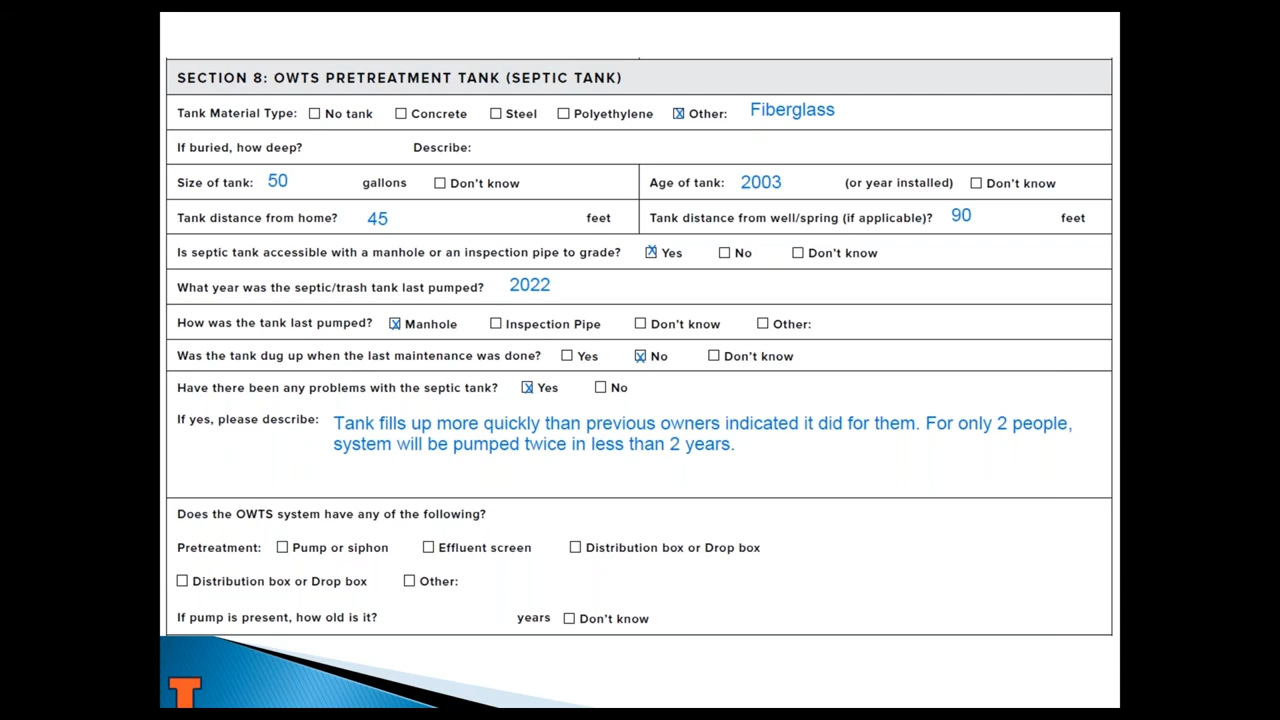 SECTION 8: OWTS PRETREATMENT TANK (SEPTIC TANK)
Tank Material Type: No tank Concrete Steel Polyethylene X Other: Fiberglass
If buried, how deep? Describe:
Size of tank: 50 gallons Don't know Age of tank: 2003 (or year installed) Don't know
Tank distance from home? 45 feet Tank distance from well/spring (if applicable)? 90 feet
Is septic tank accessible with a manhole or an inspection pipe to grade? X Yes No Don't know
What year was the septic/trash tank last pumped? 2022
How was the tank last pumped? X Manhole Inspection Pipe Don't know Other:
Was the tank dug up when the last maintenance was done? Yes X No Don't know
Have there been any problems with the septic tank? X Yes No
If yes, please describe: Tank fills up more quickly than previous owners indicated it did for them. For only 2 people,
system will be pumped twice in less than 2 years.
Does the OWTS system have any of the following?
Pretreatment: Pump or siphon Effluent screen Distribution box or Drop box
Distribution box or Drop box Other:
If pump is present, how old is it? years Don't know